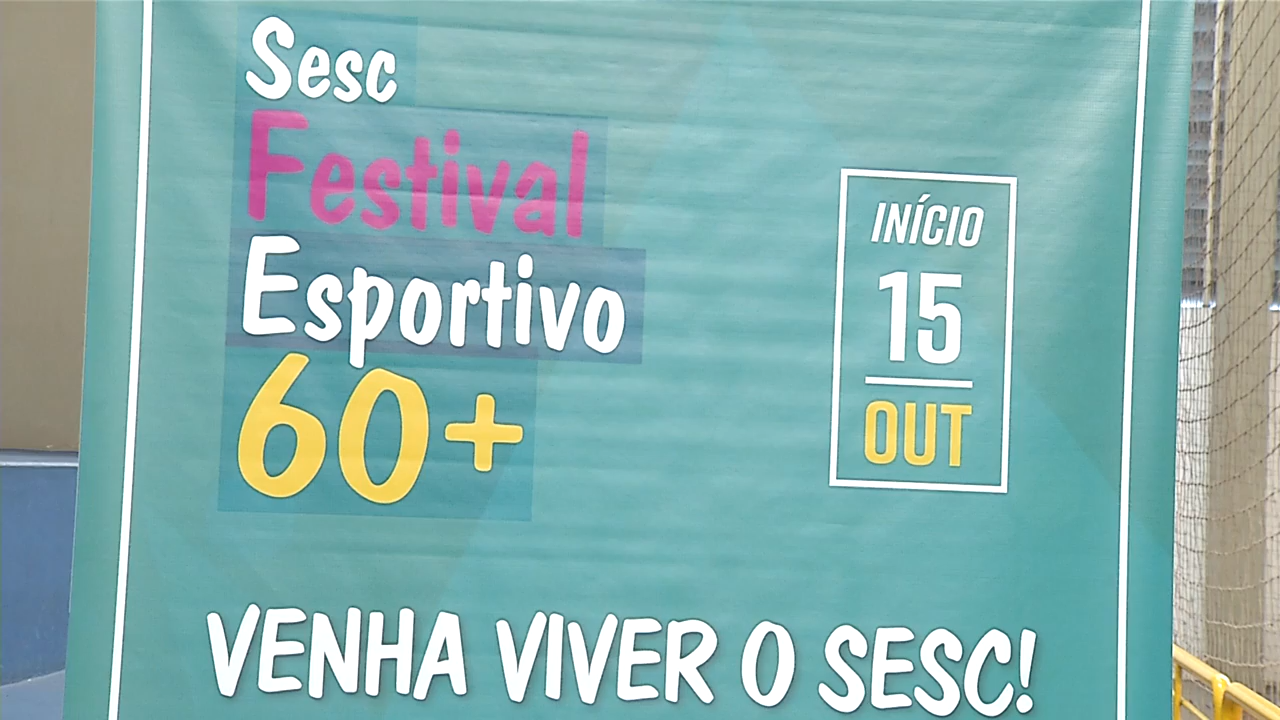 Sesc
Festival
Esportivo
60+
INÍCIO
15
OUT
VENHA VIVER O SESC!